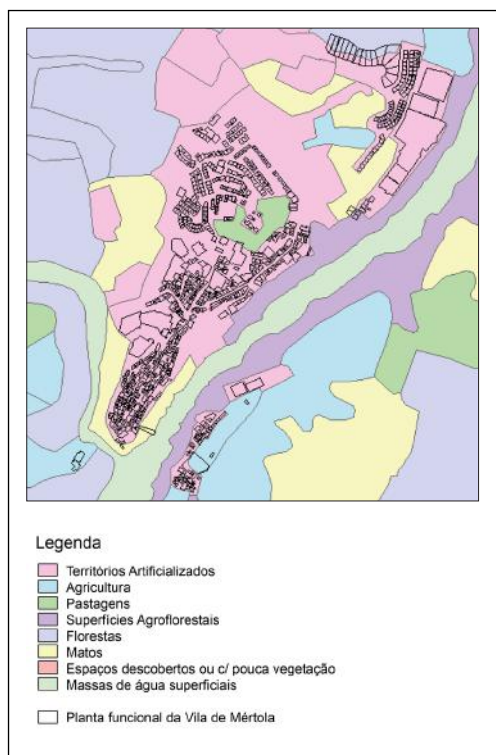 Legenda
Territórios Artificializados
Agricultura
Pastagens
Superfícies Agroflorestais
Florestas
Matos
Espaços descobertos ou c/ pouca vegetação
Massas de água superficiais
Planta funcional da Vila de Mértola